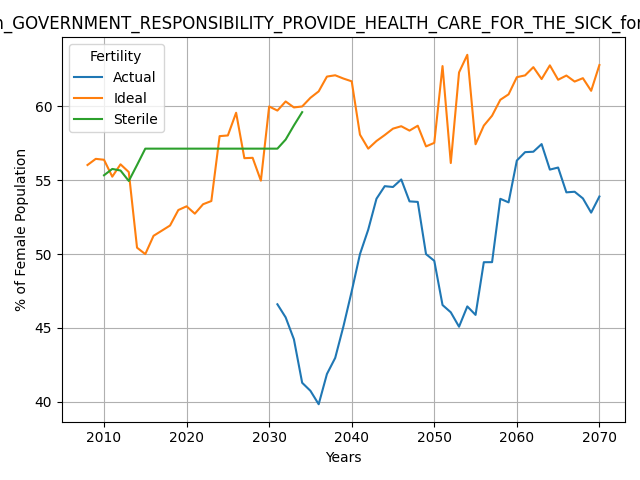 n_GOVERNMENT_RESPONSIBILITY_PROVIDE_HEALTH_CARE_FOR_THE_SICK_for
Fertility
Actual
Ideal
Sterile
% of Female Population
60
55
50
45
40
2010 2020 2030 2040 2050 2060 2070
Years